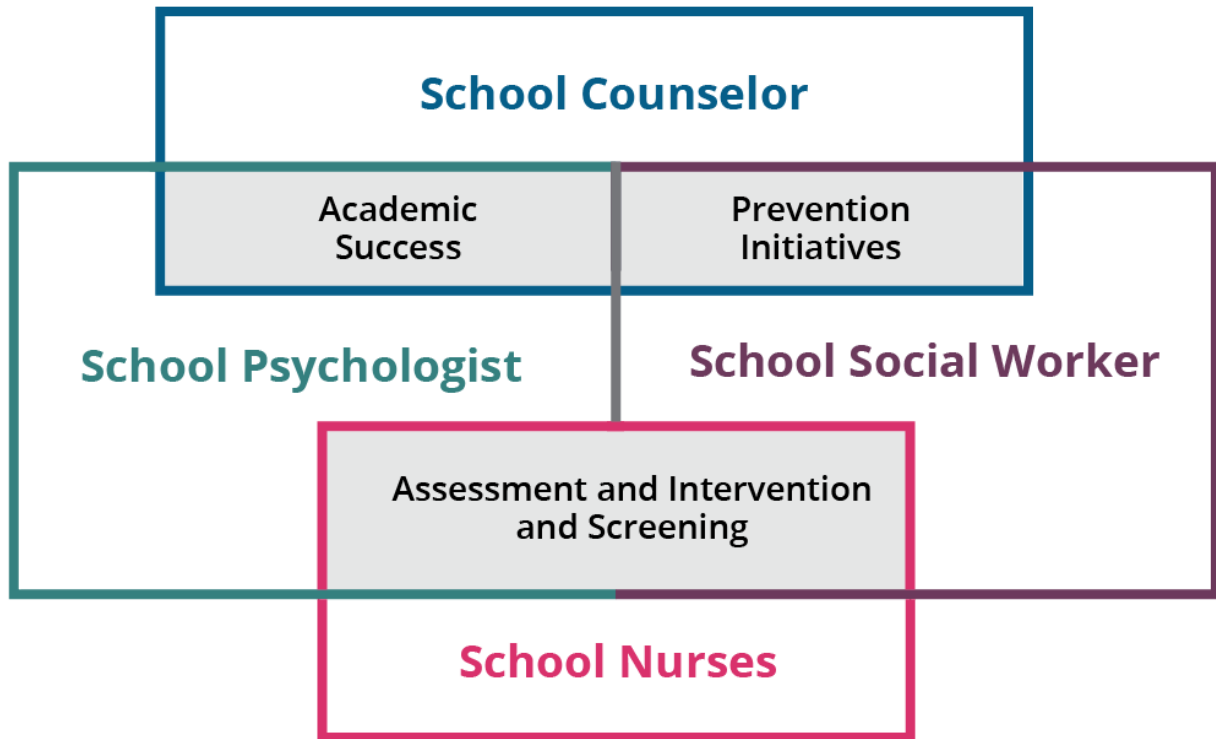 School Counselor
Academic
Success
Prevention
Initiatives
School Psychologist
School Social Worker
Assessment and Intervention
and Screening
School Nurses